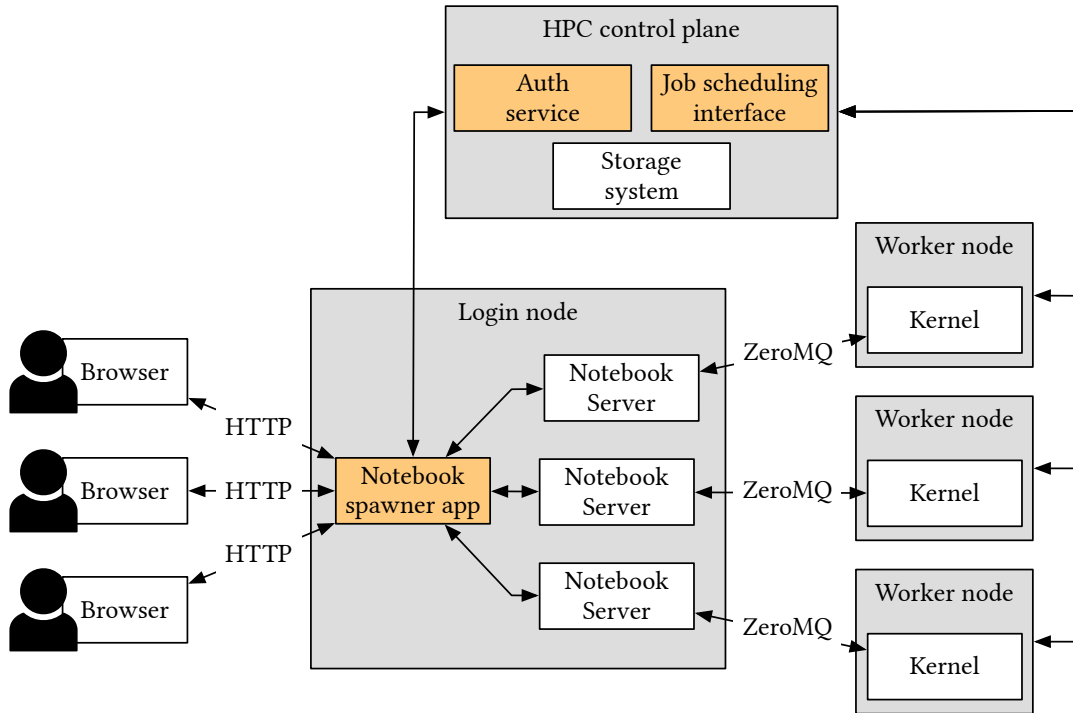 HPC control plane
Auth
service
Job scheduling
interface
Storage
system
Login node
Notebook
spawner app
Notebook
Server
Notebook
Server
Notebook
Server
Browser
Browser
Browser
HTTP
HTTP
HTTP
ZeroMQ
ZeroMQ
ZeroMQ
Worker node
Kernel
Worker node
Kernel
Worker node
Kernel